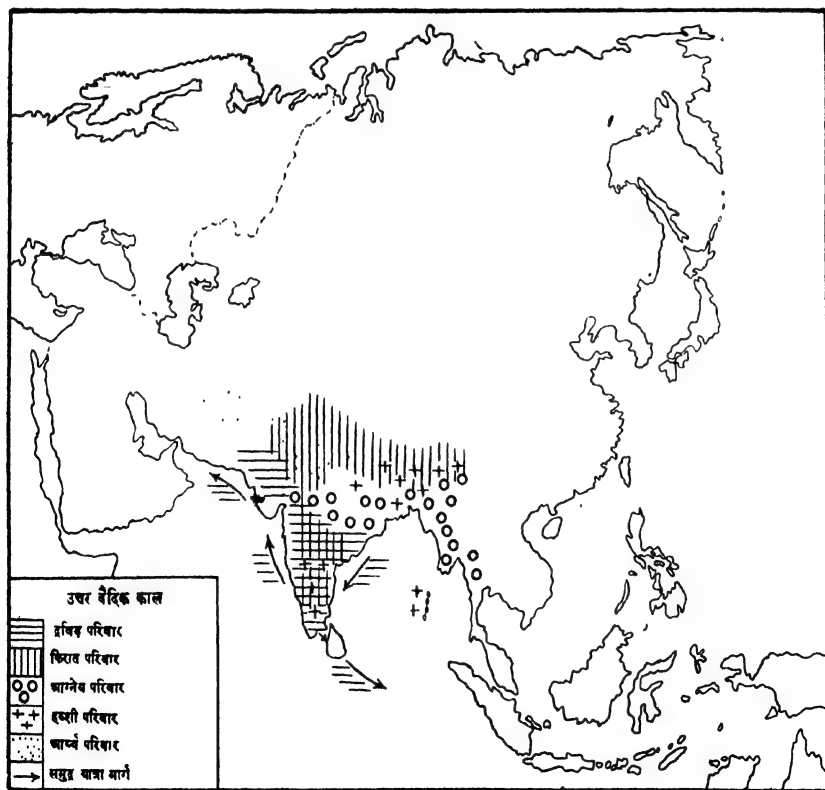 उत्तर वैदिक काल
द्रविड़ परिवार
किरात परिवार
आग्नेय परिवार
हब्शी परिवार
आर्य्य परिवार
समुद्र यात्रा मार्ग